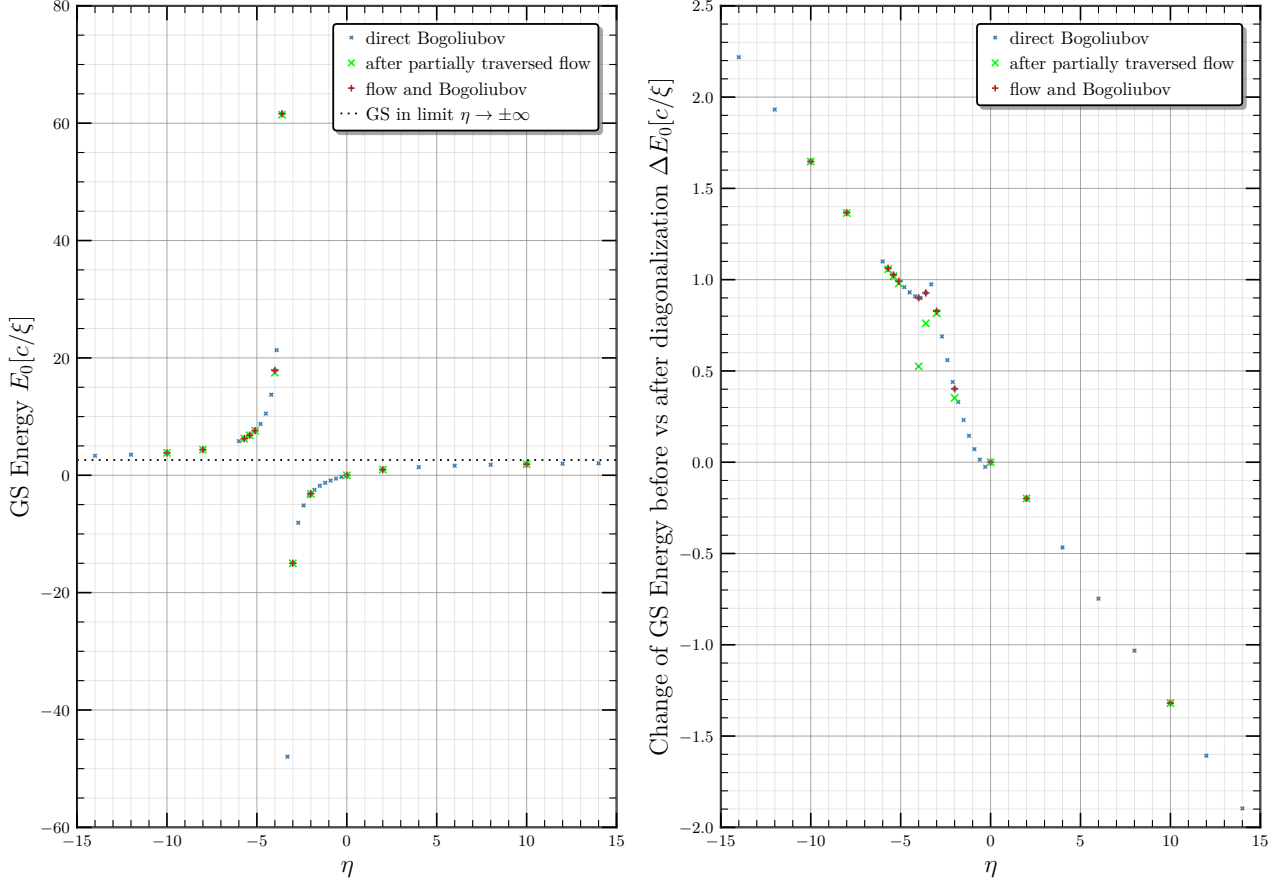 80
60
40
20
0
−20
−40
−60
−15
−10
−5
0
5
10
15
η
GS Energy E₀[c/ξ]
direct Bogoliubov
after partially traversed flow
flow and Bogoliubov
GS in limit η → ±∞
2.5
2.0
1.5
1.0
0.5
0.0
−0.5
−1.0
−1.5
−2.0
−15
−10
−5
0
5
10
15
η
Change of GS Energy before vs after diagonalization ΔE₀[c/ξ]
direct Bogoliubov
after partially traversed flow
flow and Bogoliubov